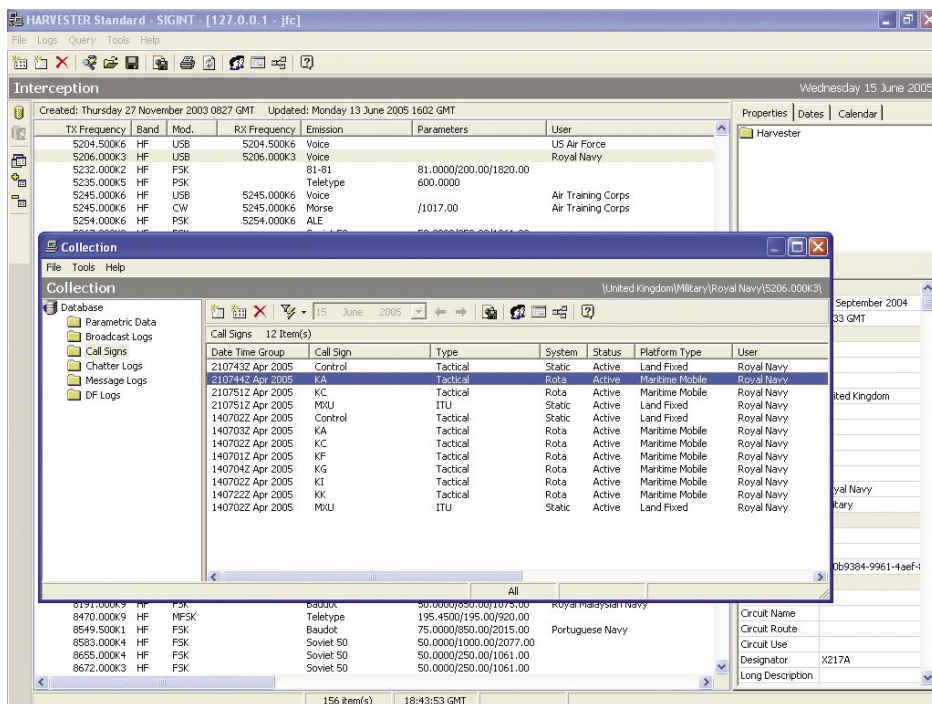 HARVESTER Standard - SIGINT - [127.0.0.1 - jfc]
File Logs Query Tools Help
Interception Wednesday 15 June 2005
Created: Thursday 27 November 2003 0827 GMT Updated: Monday 13 June 2005 1602 GMT
Properties Dates Calendar
Harvester
TX Frequency Band Mod. RX Frequency Emission Parameters User
5204.500K6 HF USB 5204.500K6 Voice US Air Force
5206.000K3 HF USB 5206.000K3 Voice Royal Navy
5232.000K2 HF FSK 81-81 81.0000/200.00/1820.00
5235.000K5 HF PSK Teletype 600.0000
5245.000K6 HF USB 5245.000K6 Voice Air Training Corps
5245.000K6 HF CW 5245.000K6 Morse /1017.00 Air Training Corps
5254.000K6 HF PSK 5254.000K6 ALE
Collection
File Tools Help
Collection \United Kingdom\Military\Royal Navy\5206.000K3\
Database
Parametric Data
Broadcast Logs
Call Signs
Chatter Logs
Message Logs
DF Logs
15 June 2005
Call Signs 12 Item(s)
Date Time Group Call Sign Type System Status Platform Type User
210743Z Apr 2005 Control Tactical Static Active Land Fixed Royal Navy
210744Z Apr 2005 KA Tactical Rota Active Maritime Mobile Royal Navy
210751Z Apr 2005 KC Tactical Rota Active Maritime Mobile Royal Navy
210751Z Apr 2005 MXU ITU Static Active Land Fixed Royal Navy
140702Z Apr 2005 Control Tactical Static Active Land Fixed Royal Navy
140703Z Apr 2005 KA Tactical Rota Active Maritime Mobile Royal Navy
140702Z Apr 2005 KC Tactical Rota Active Maritime Mobile Royal Navy
140701Z Apr 2005 KF Tactical Rota Active Maritime Mobile Royal Navy
140704Z Apr 2005 KG Tactical Rota Active Maritime Mobile Royal Navy
140702Z Apr 2005 KI Tactical Rota Active Maritime Mobile Royal Navy
140722Z Apr 2005 KK Tactical Rota Active Maritime Mobile Royal Navy
140702Z Apr 2005 MXU ITU Static Active Land Fixed Royal Navy
All
September 2004
33 GMT
ited Kingdom
yal Navy
itary
0b9384-9961-4aef-
8191.000K9 HF FSK Baudot 50.0000/850.00/1075.00 Royal Malaysian Navy
8470.000K9 HF MFSK Teletype 195.4500/195.00/920.00
8549.500K1 HF FSK Baudot 75.0000/850.00/2015.00 Portuguese Navy
8583.000K4 HF FSK Soviet 50 50.0000/1000.00/2077.00
8655.000K4 HF FSK Soviet 50 50.0000/250.00/1061.00
8672.000K3 HF FSK Soviet 50 50.0000/250.00/1061.00
Circuit Name
Circuit Route
Circuit Use
Designator X217A
Long Description
156 item(s) 18:43:53 GMT